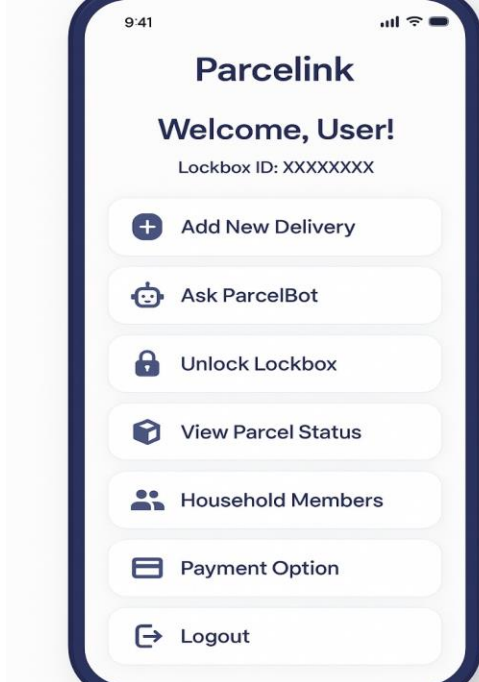 9:41
Parcelink
Welcome, User!
Lockbox ID: XXXXXXXX
Add New Delivery
Ask ParcelBot
Unlock Lockbox
View Parcel Status
Household Members
Payment Option
Logout